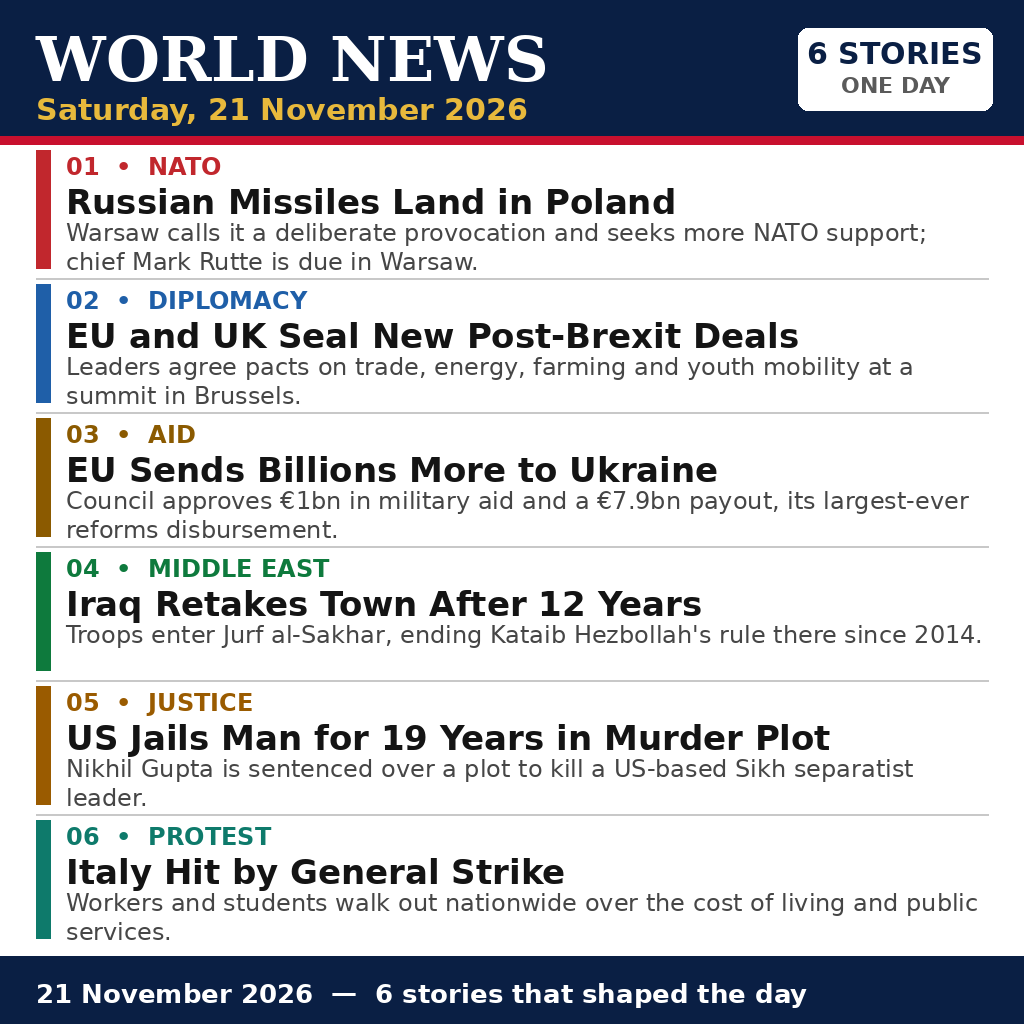 WORLD NEWS
Saturday, 21 November 2026
6 STORIES
ONE DAY
01 • NATO
Russian Missiles Land in Poland
Warsaw calls it a deliberate provocation and seeks more NATO support;
chief Mark Rutte is due in Warsaw.
02 • DIPLOMACY
EU and UK Seal New Post-Brexit Deals
Leaders agree pacts on trade, energy, farming and youth mobility at a
summit in Brussels.
03 • AID
EU Sends Billions More to Ukraine
Council approves €1bn in military aid and a €7.9bn payout, its largest-ever
reforms disbursement.
04 • MIDDLE EAST
Iraq Retakes Town After 12 Years
Troops enter Jurf al-Sakhar, ending Kataib Hezbollah's rule there since 2014.
05 • JUSTICE
US Jails Man for 19 Years in Murder Plot
Nikhil Gupta is sentenced over a plot to kill a US-based Sikh separatist
leader.
06 • PROTEST
Italy Hit by General Strike
Workers and students walk out nationwide over the cost of living and public
services.
21 November 2026 — 6 stories that shaped the day